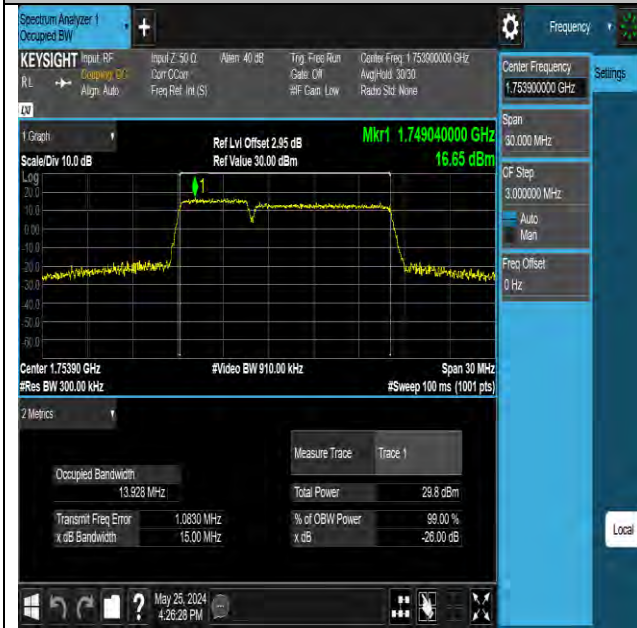 Spectrum Analyzer 1
Occupied BW
+
Frequency
KEYSIGHT
Input: RF
Coupling: DC
Align: Auto
Input Z: 50 Ω
Corr CCorr
Freq Ref: Int (S)
Atten: 40 dB
Trig: Free Run
Gate: Off
#IF Gain: Low
Center Freq: 1.753900000 GHz
Avg|Hold: 30/30
Radio Std: None
RL
LXI
Center Frequency
1.753900000 GHz
Settings
Span
30.000 MHz
CF Step
3.000000 MHz
Auto
Man
Freq Offset
0 Hz
1 Graph
Scale/Div 10.0 dB
Ref Lvl Offset 2.95 dB
Ref Value 30.00 dBm
Mkr1 1.749040000 GHz
16.65 dBm
Log
20.0
10.0
0.00
-10.0
-20.0
-30.0
-40.0
-50.0
-60.0
1
Center 1.75390 GHz
#Res BW 300.00 kHz
#Video BW 910.00 kHz
Span 30 MHz
#Sweep 100 ms (1001 pts)
2 Metrics
Measure Trace
Trace 1
Occupied Bandwidth
13.928 MHz
Total Power
29.8 dBm
Transmit Freq Error
1.0830 MHz
% of OBW Power
99.00 %
x dB Bandwidth
15.00 MHz
x dB
-26.00 dB
Local
?
May 25, 2024
4:26:28 PM